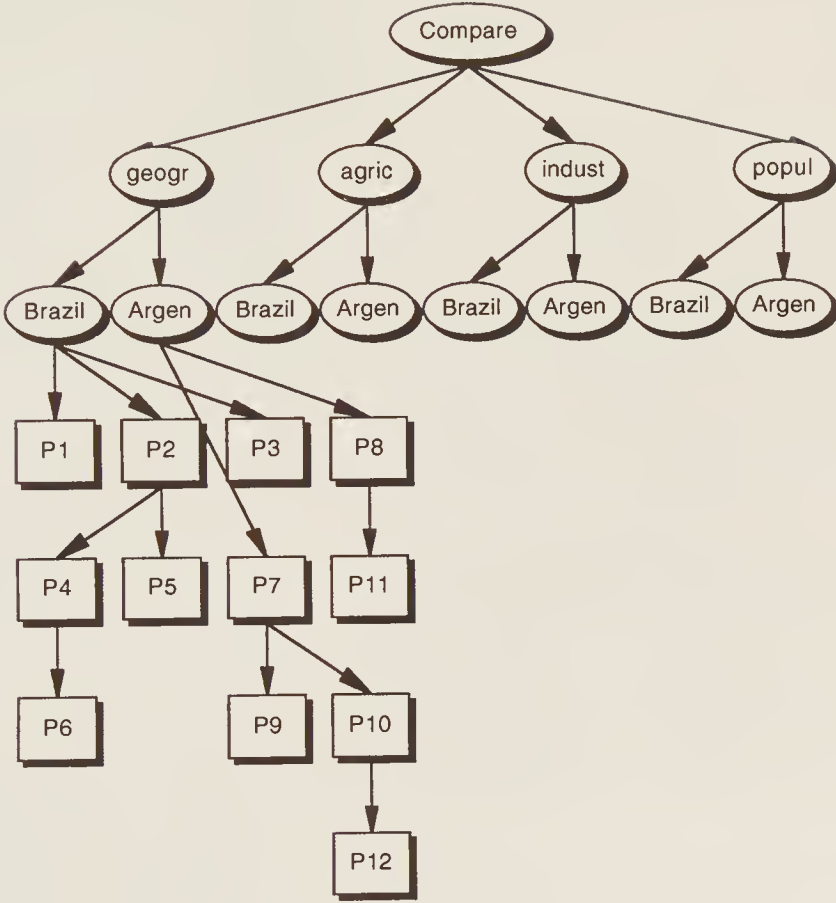 Compare
geogr agric indust popul
Brazil Argen Brazil Argen Brazil Argen Brazil Argen
P1 P2 P3 P8
P4 P5 P7 P11
P6 P9 P10
P12